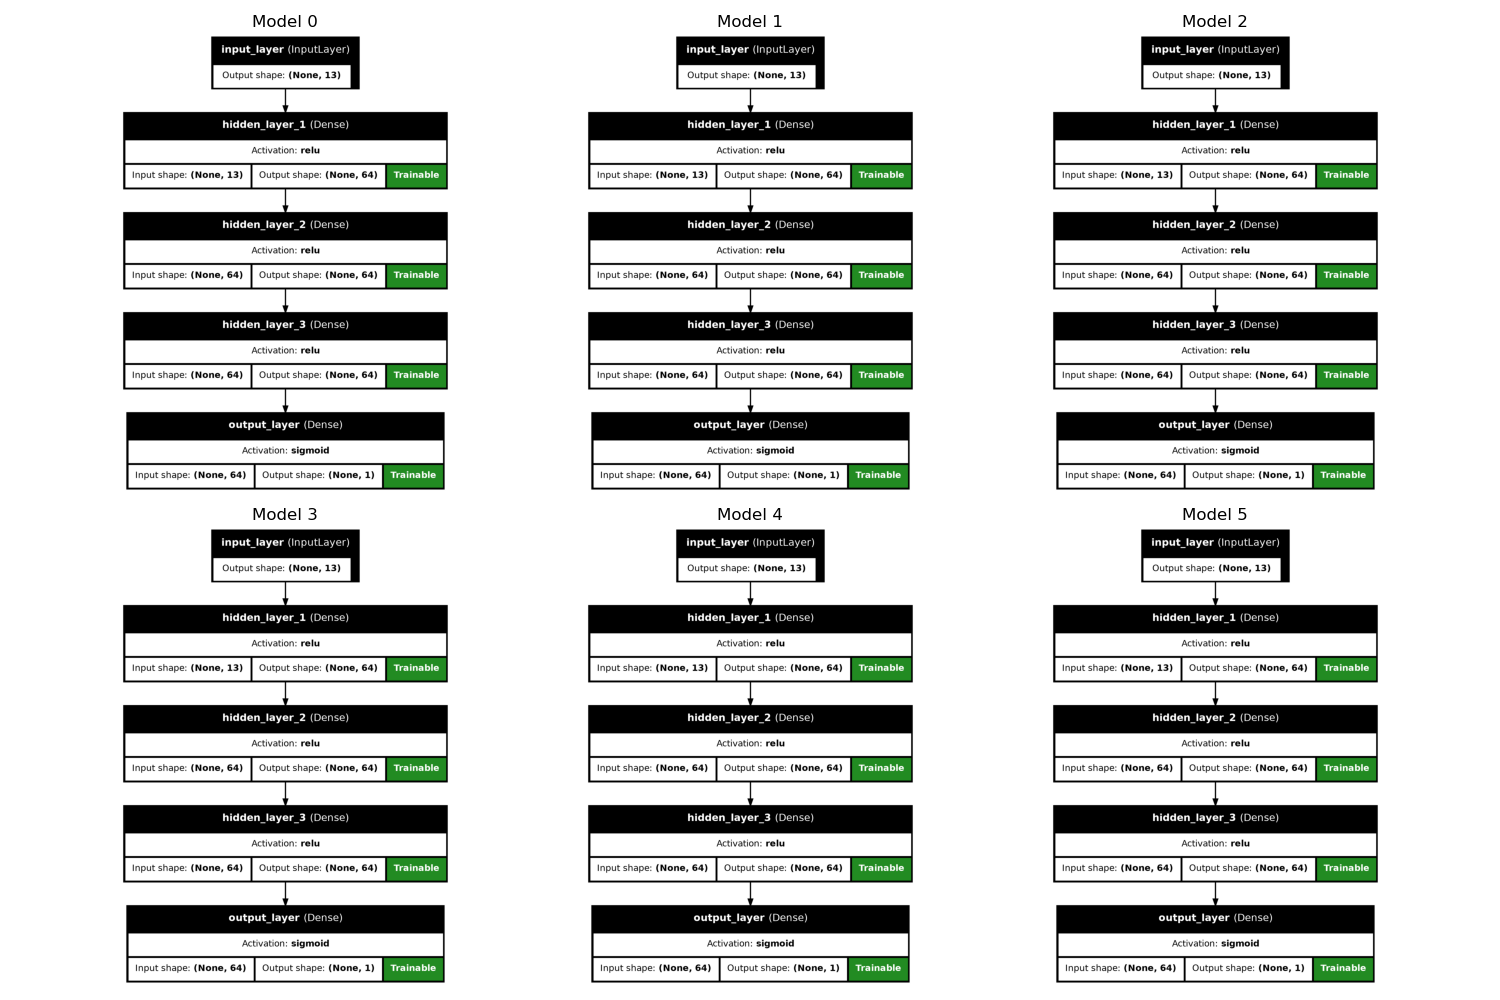 Model 0
input_layer (InputLayer)
Output shape: (None, 13)
hidden_layer_1 (Dense)
Activation: relu
Input shape: (None, 13) Output shape: (None, 64) Trainable
hidden_layer_2 (Dense)
Activation: relu
Input shape: (None, 64) Output shape: (None, 64) Trainable
hidden_layer_3 (Dense)
Activation: relu
Input shape: (None, 64) Output shape: (None, 64) Trainable
output_layer (Dense)
Activation: sigmoid
Input shape: (None, 64) Output shape: (None, 1) Trainable
Model 1
input_layer (InputLayer)
Output shape: (None, 13)
hidden_layer_1 (Dense)
Activation: relu
Input shape: (None, 13) Output shape: (None, 64) Trainable
hidden_layer_2 (Dense)
Activation: relu
Input shape: (None, 64) Output shape: (None, 64) Trainable
hidden_layer_3 (Dense)
Activation: relu
Input shape: (None, 64) Output shape: (None, 64) Trainable
output_layer (Dense)
Activation: sigmoid
Input shape: (None, 64) Output shape: (None, 1) Trainable
Model 2
input_layer (InputLayer)
Output shape: (None, 13)
hidden_layer_1 (Dense)
Activation: relu
Input shape: (None, 13) Output shape: (None, 64) Trainable
hidden_layer_2 (Dense)
Activation: relu
Input shape: (None, 64) Output shape: (None, 64) Trainable
hidden_layer_3 (Dense)
Activation: relu
Input shape: (None, 64) Output shape: (None, 64) Trainable
output_layer (Dense)
Activation: sigmoid
Input shape: (None, 64) Output shape: (None, 1) Trainable
Model 3
input_layer (InputLayer)
Output shape: (None, 13)
hidden_layer_1 (Dense)
Activation: relu
Input shape: (None, 13) Output shape: (None, 64) Trainable
hidden_layer_2 (Dense)
Activation: relu
Input shape: (None, 64) Output shape: (None, 64) Trainable
hidden_layer_3 (Dense)
Activation: relu
Input shape: (None, 64) Output shape: (None, 64) Trainable
output_layer (Dense)
Activation: sigmoid
Input shape: (None, 64) Output shape: (None, 1) Trainable
Model 4
input_layer (InputLayer)
Output shape: (None, 13)
hidden_layer_1 (Dense)
Activation: relu
Input shape: (None, 13) Output shape: (None, 64) Trainable
hidden_layer_2 (Dense)
Activation: relu
Input shape: (None, 64) Output shape: (None, 64) Trainable
hidden_layer_3 (Dense)
Activation: relu
Input shape: (None, 64) Output shape: (None, 64) Trainable
output_layer (Dense)
Activation: sigmoid
Input shape: (None, 64) Output shape: (None, 1) Trainable
Model 5
input_layer (InputLayer)
Output shape: (None, 13)
hidden_layer_1 (Dense)
Activation: relu
Input shape: (None, 13) Output shape: (None, 64) Trainable
hidden_layer_2 (Dense)
Activation: relu
Input shape: (None, 64) Output shape: (None, 64) Trainable
hidden_layer_3 (Dense)
Activation: relu
Input shape: (None, 64) Output shape: (None, 64) Trainable
output_layer (Dense)
Activation: sigmoid
Input shape: (None, 64) Output shape: (None, 1) Trainable